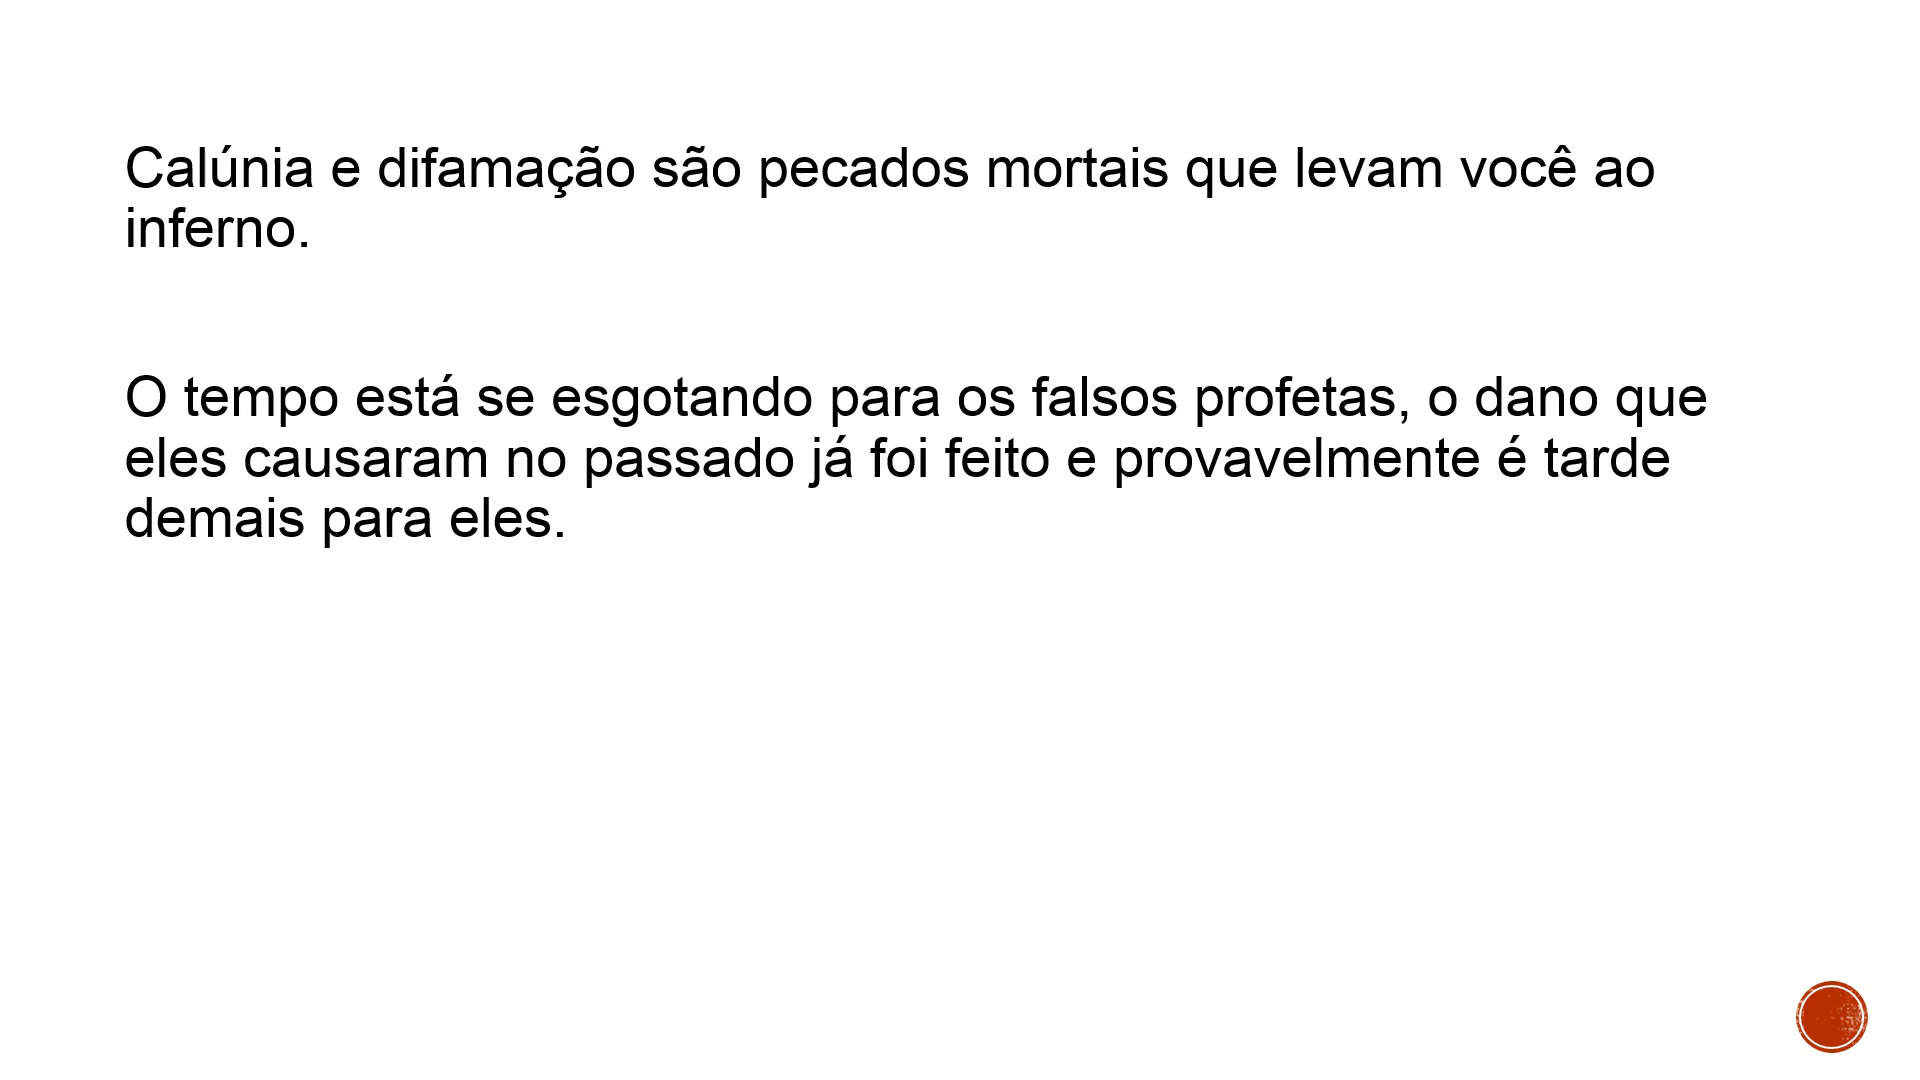 Calúnia e difamação são pecados mortais que levam você ao
inferno.
O tempo está se esgotando para os falsos profetas, o dano que
eles causaram no passado já foi feito e provavelmente é tarde
demais para eles.